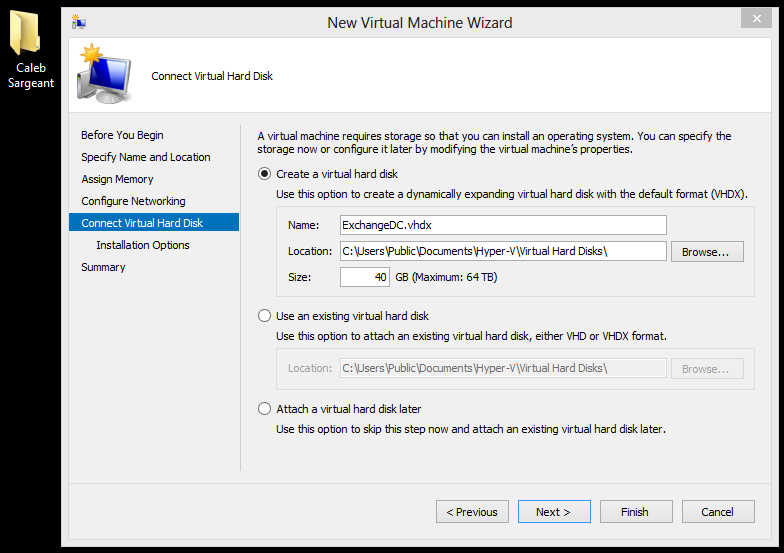 New Virtual Machine Wizard
Caleb
Sargeant
Connect Virtual Hard Disk
Before You Begin
Specify Name and Location
Assign Memory
Configure Networking
Connect Virtual Hard Disk
Installation Options
Summary
A virtual machine requires storage so that you can install an operating system. You can specify the
storage now or configure it later by modifying the virtual machine's properties.
Create a virtual hard disk
Use this option to create a dynamically expanding virtual hard disk with the default format (VHDX).
Name: ExchangeDC.vhdx
Location: C:\Users\Public\Documents\Hyper-V\Virtual Hard Disks\ Browse...
Size: 40 GB (Maximum: 64 TB)
Use an existing virtual hard disk
Use this option to attach an existing virtual hard disk, either VHD or VHDX format.
Location: C:\Users\Public\Documents\Hyper-V\Virtual Hard Disks\ Browse...
Attach a virtual hard disk later
Use this option to skip this step now and attach an existing virtual hard disk later.
< Previous Next > Finish Cancel